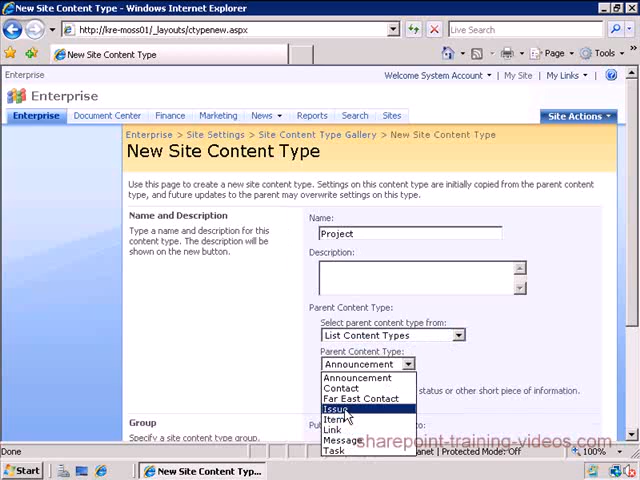 New Site Content Type - Windows Internet Explorer
http://kre-moss01/_layouts/ctypenew.aspx
Live Search
New Site Content Type
Page
Tools
Enterprise
Welcome System Account
My Site
My Links
Enterprise
Enterprise
Document Center
Finance
Marketing
News
Reports
Search
Sites
Site Actions
Enterprise > Site Settings > Site Content Type Gallery > New Site Content Type
New Site Content Type
Use this page to create a new site content type. Settings on this content type are initially copied from the parent content
type, and future updates to the parent may overwrite settings on this type.
Name and Description
Type a name and description for this
content type. The description will be
shown on the new button.
Name:
Project
Description:
Parent Content Type:
Select parent content type from:
List Content Types
Parent Content Type:
Announcement
Announcement
Contact
Far East Contact
Issue
Item
Link
Message
Task
status or other short piece of information.
Group
Specify a site content type group.
to:
sharepoint-training-videos.com
Done
| Protected Mode: Off
100%
Start
New Site Content Typ...